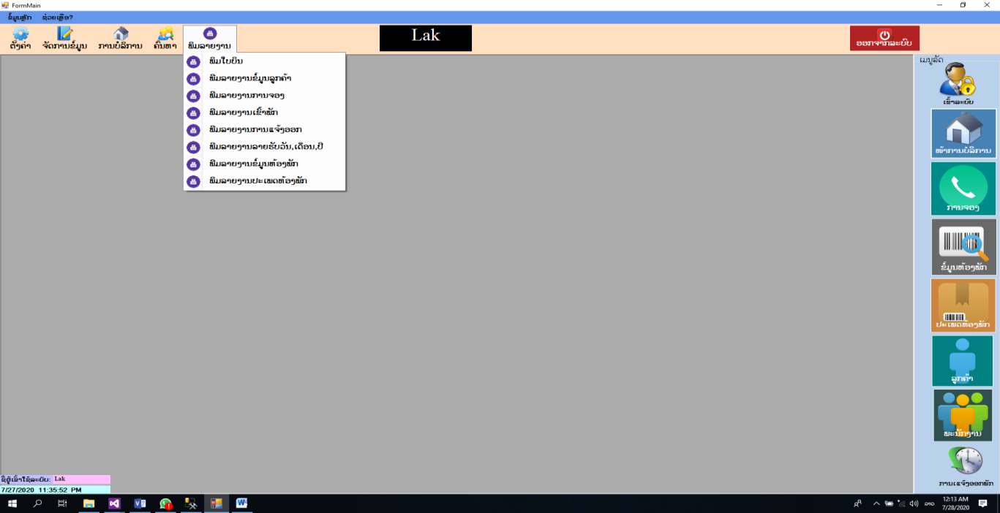 FormMain
ຂໍ້ມູນຫຼັກ ຊ່ວຍເຫຼືອ?
ຕັ້ງຄ່າ ຈັດການຂໍ້ມູນ ການບໍລິການ ຄົ້ນຫາ ພິມລາຍງານ
Lak
ອອກຈາກລະບົບ
ພິມໃບບິນ
ພິມລາຍງານຂໍ້ມູນລູກຄ້າ
ພິມລາຍງານການຈອງ
ພິມລາຍງານເຂົ້າພັກ
ພິມລາຍງານການແຈ້ງອອກ
ພິມລາຍງານລາຍຮັບວັນ,ເດືອນ,ປີ
ພິມລາຍງານຂໍ້ມູນຫ້ອງພັກ
ພິມລາຍງານປະເພດຫ້ອງພັກ
ເມນູລັດ
ເຂົ້າລະບົບ
ໜ້າການບໍລິການ
ການຈອງ
ຂໍ້ມູນຫ້ອງພັກ
ປະເພດຫ້ອງພັກ
ລູກຄ້າ
ພະນັກງານ
ການແຈ້ງອອກພັກ
ຊື່ຜູ້ເຂົ້າໃຊ້ລະບົບ: Lak
7/27/2020 11:35:52 PM
ລາວ
12:13 AM
7/28/2020